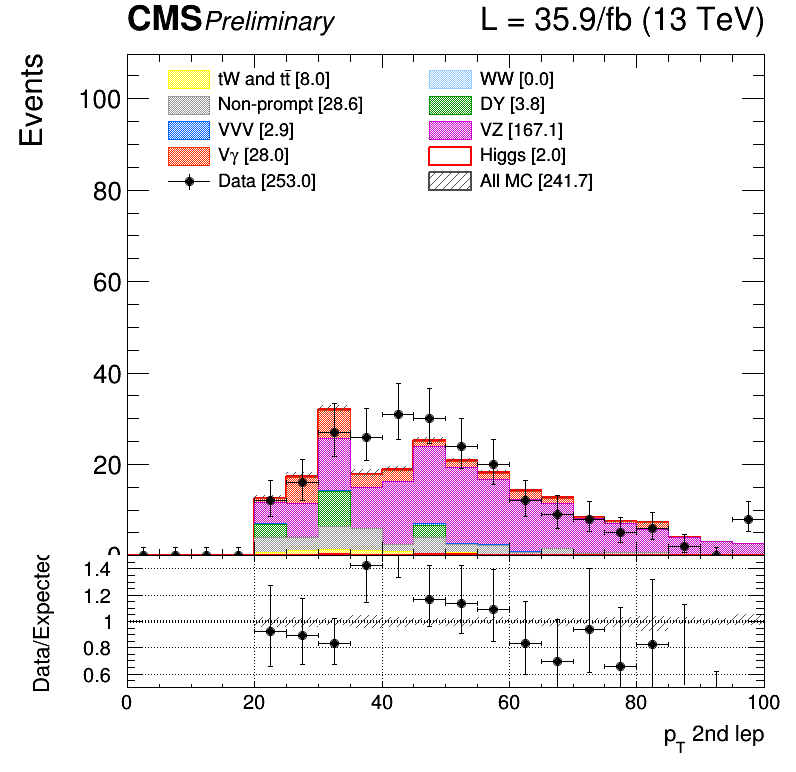 CMS Preliminary L = 35.9/fb (13 TeV)
Events
tW and tt̄ [8.0] WW [0.0]
Non-prompt [28.6] DY [3.8]
VVV [2.9] VZ [167.1]
Vγ [28.0] Higgs [2.0]
Data [253.0] All MC [241.7]
100
80
60
40
20
0
Data/Expected
1.4
1.2
1
0.8
0.6
0 20 40 60 80 100
p_T 2nd lep